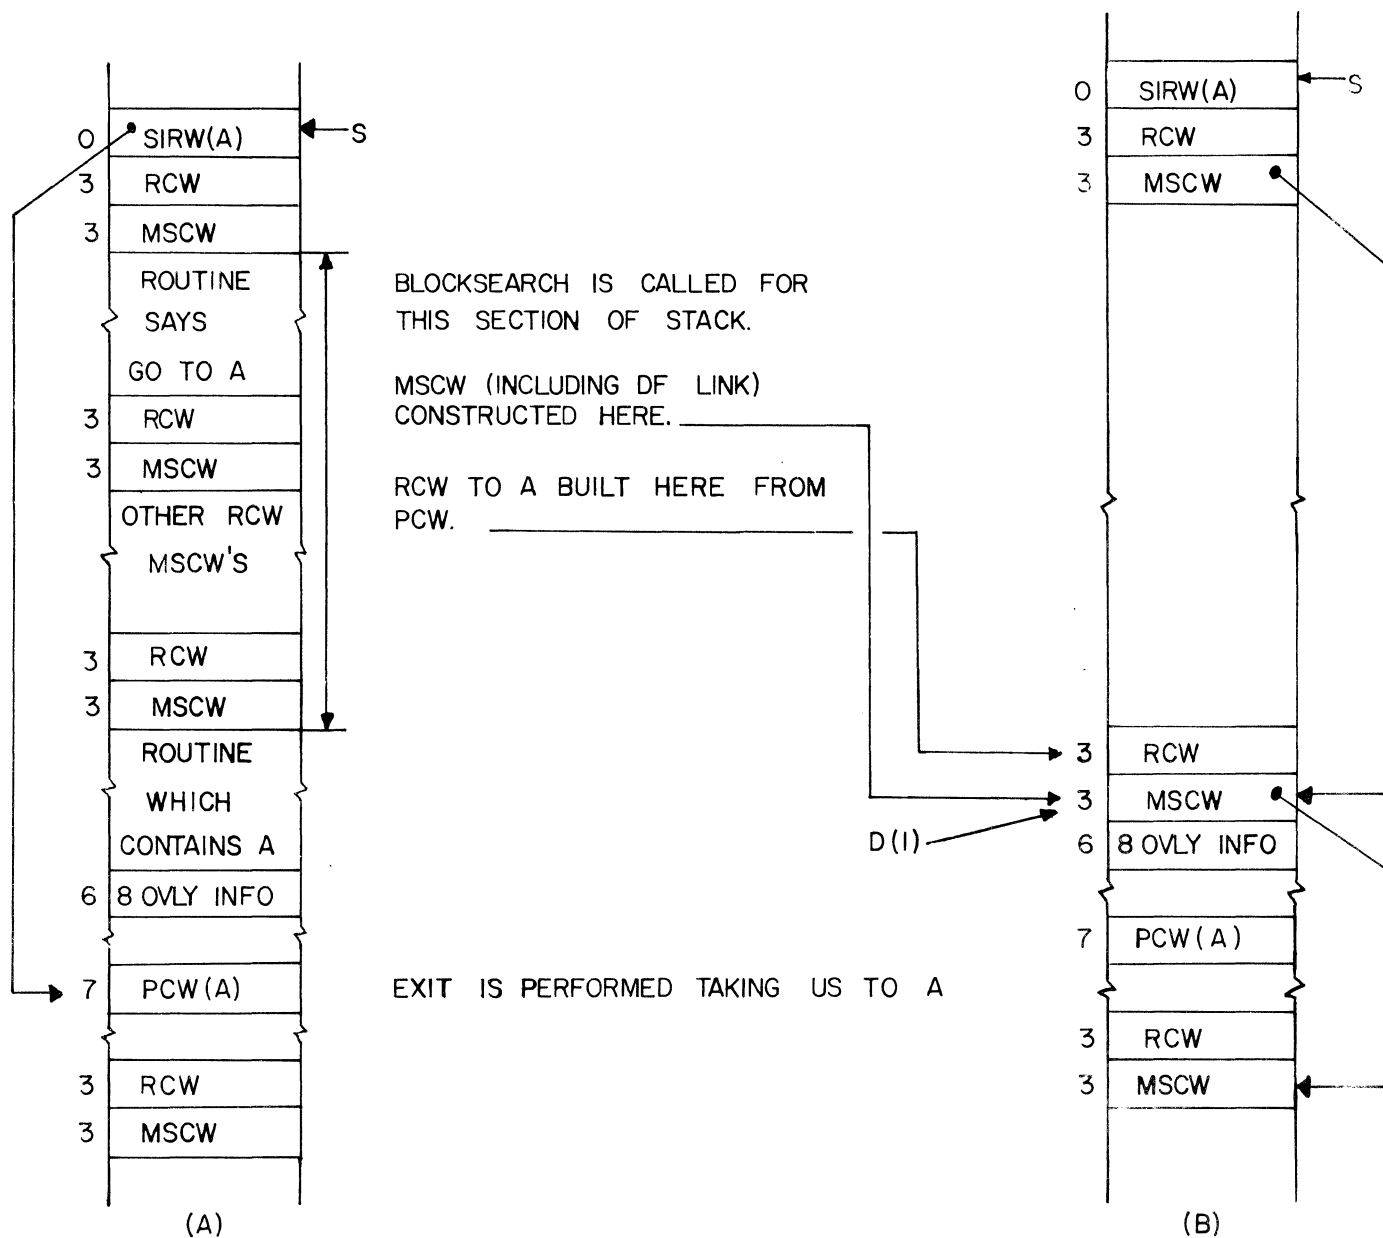 0 SIRW(A) S
3 RCW
3 MSCW
ROUTINE
SAYS
GO TO A
3 RCW
3 MSCW
OTHER RCW
MSCW'S
3 RCW
3 MSCW
ROUTINE
WHICH
CONTAINS A
6 8 OVLY INFO
7 PCW(A)
3 RCW
3 MSCW
(A)
BLOCKSEARCH IS CALLED FOR
THIS SECTION OF STACK.
MSCW (INCLUDING DF LINK)
CONSTRUCTED HERE.
RCW TO A BUILT HERE FROM
PCW.
EXIT IS PERFORMED TAKING US TO A
0 SIRW(A) S
3 RCW
3 MSCW
3 RCW
3 MSCW
D(1)
6 8 OVLY INFO
7 PCW(A)
3 RCW
3 MSCW
(B)